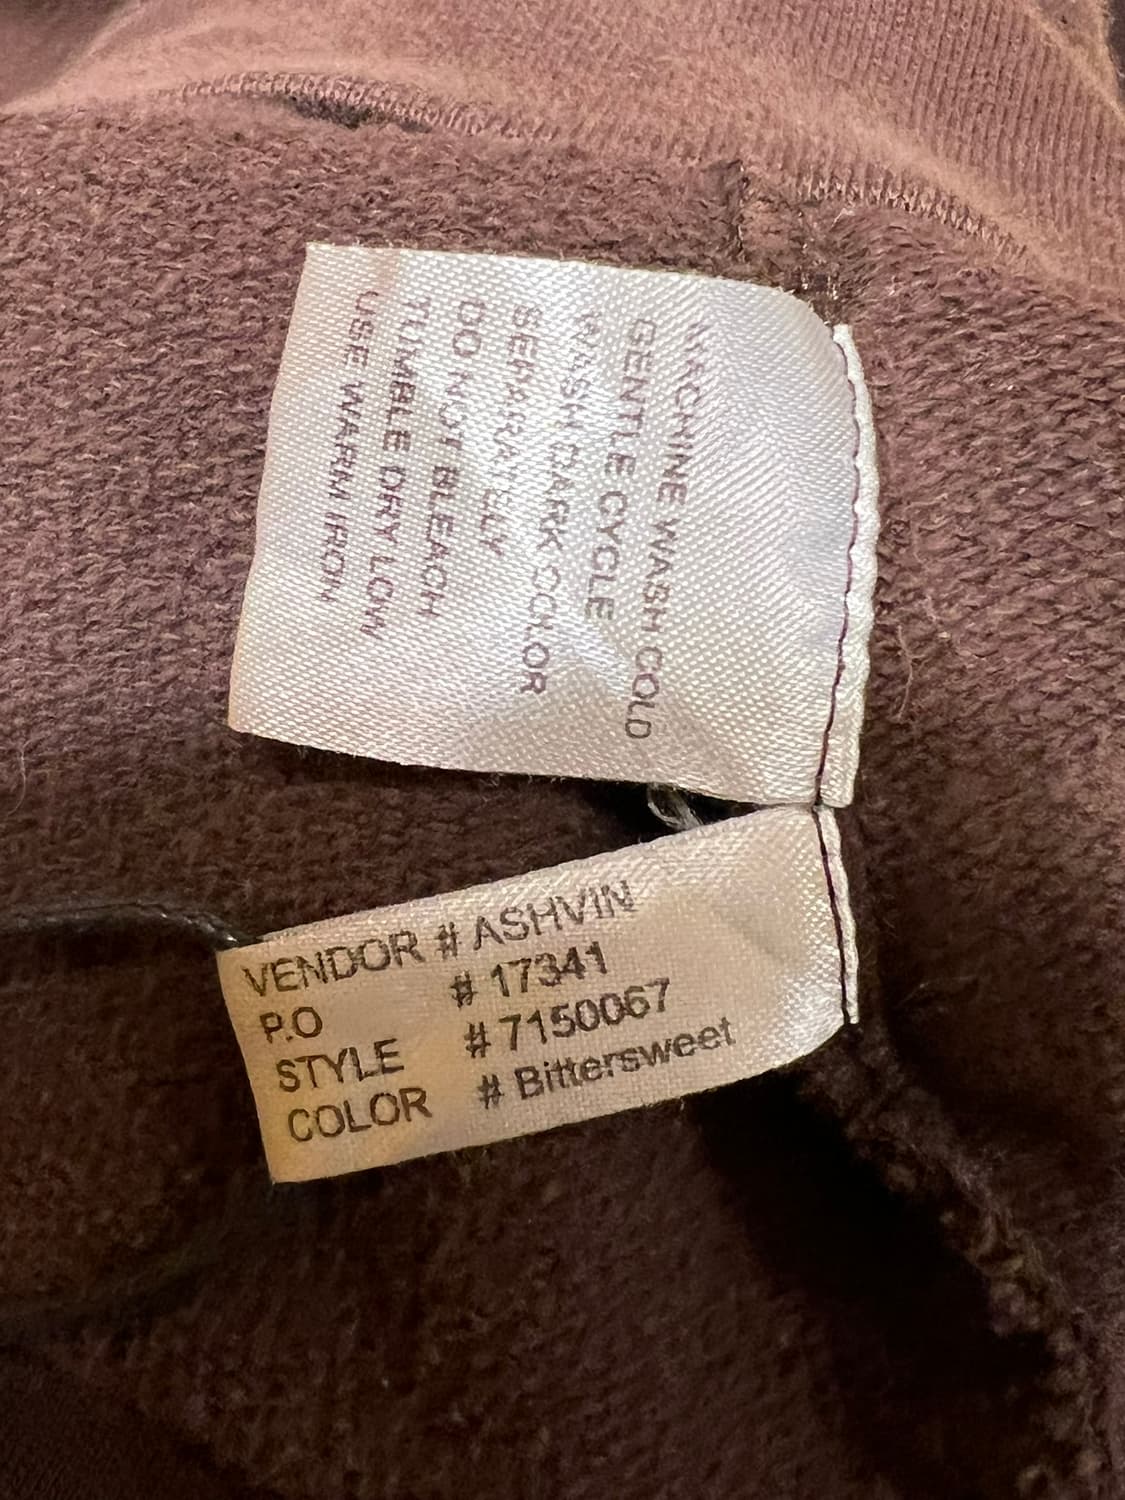 MACHINE WASH COLD
GENTLE CYCLE
WASH DARK COLOR
SEPARATELLY
DO NOT BLEACH
TUMBLE DRY LOW
USE WARM IRON
VENDOR # ASHVIN
P.O # 17341
STYLE # 7150067
COLOR # Bittersweet